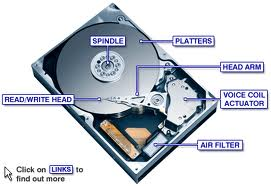 SPINDLE
PLATTERS
HEAD ARM
READ/WRITE HEAD
VOICE COIL
ACTUATOR
AIR FILTER
Click on LINKS to
find out more